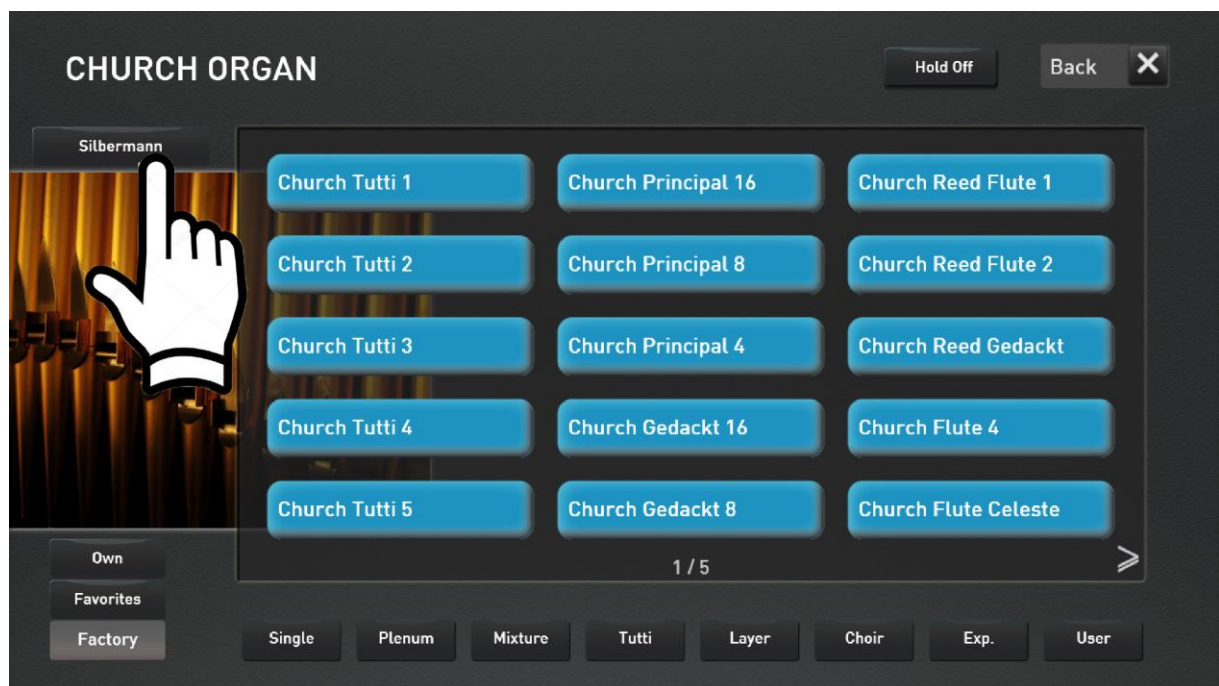 CHURCH ORGAN
Hold Off
Back
Silbermann
Church Tutti 1
Church Principal 16
Church Reed Flute 1
Church Tutti 2
Church Principal 8
Church Reed Flute 2
Church Tutti 3
Church Principal 4
Church Reed Gedackt
Church Tutti 4
Church Gedackt 16
Church Flute 4
Church Tutti 5
Church Gedackt 8
Church Flute Celeste
1 / 5
Own
Favorites
Factory
Single
Plenum
Mixture
Tutti
Layer
Choir
Exp.
User